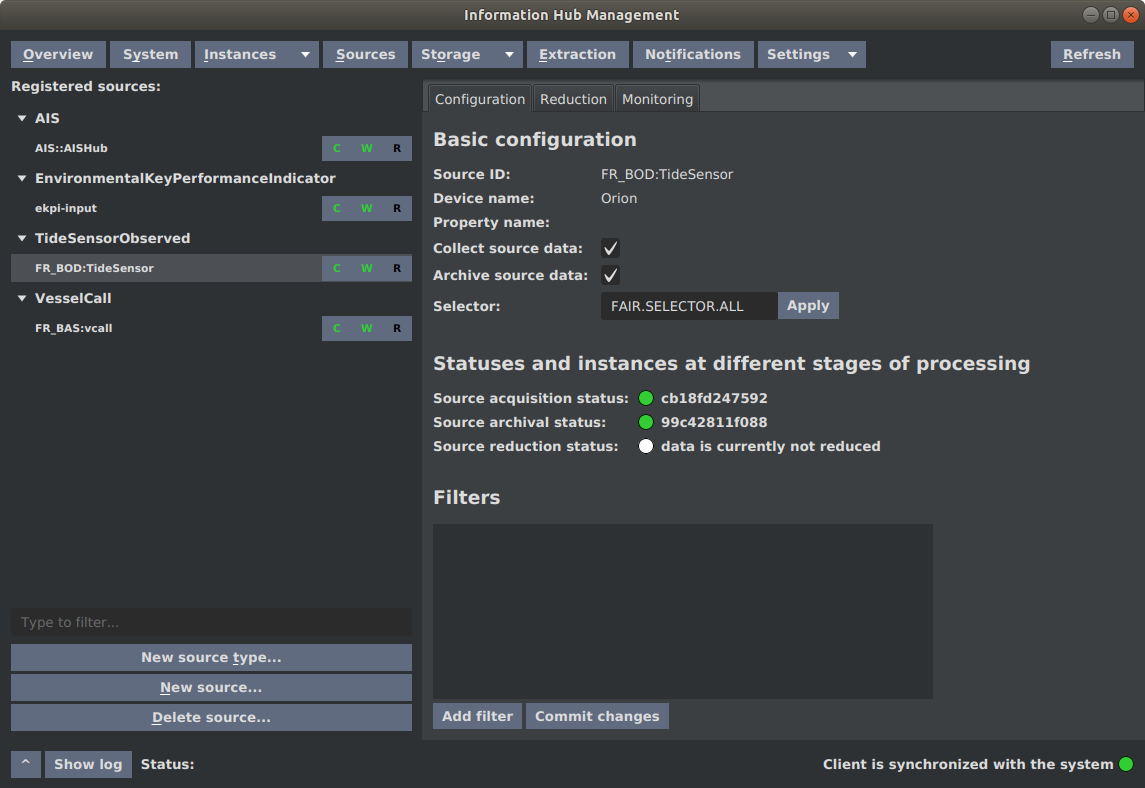 Information Hub Management
Overview System Instances Sources Storage Extraction Notifications Settings Refresh
Registered sources:
AIS
AIS::AISHub C W R
EnvironmentalKeyPerformanceIndicator
ekpi-input C W R
TideSensorObserved
FR_BOD:TideSensor C W R
VesselCall
FR_BAS:vcall C W R
Type to filter...
New source type...
New source...
Delete source...
Configuration Reduction Monitoring
Basic configuration
Source ID: FR_BOD:TideSensor
Device name: Orion
Property name:
Collect source data:
Archive source data:
Selector: FAIR.SELECTOR.ALL Apply
Statuses and instances at different stages of processing
Source acquisition status: cb18fd247592
Source archival status: 99c42811f088
Source reduction status: data is currently not reduced
Filters
Add filter Commit changes
^ Show log Status: Client is synchronized with the system